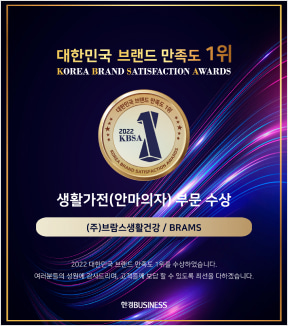 대한민국 브랜드 만족도 1위
KOREA BRAND SATISFACTION AWARDS
대한민국 브랜드 만족도 1위
2022
KBSA
1
KOREA BRAND SATISFACTION AWARDS
생활가전(안마의자) 부문 수상
(주)브람스생활건강 / BRAMS
2022 대한민국 브랜드 만족도 1위를 수상하였습니다.
여러분들의 성원에 감사드리며, 고객들께 보답 할 수 있도록 최선을 다하겠습니다.
한경BUSINESS